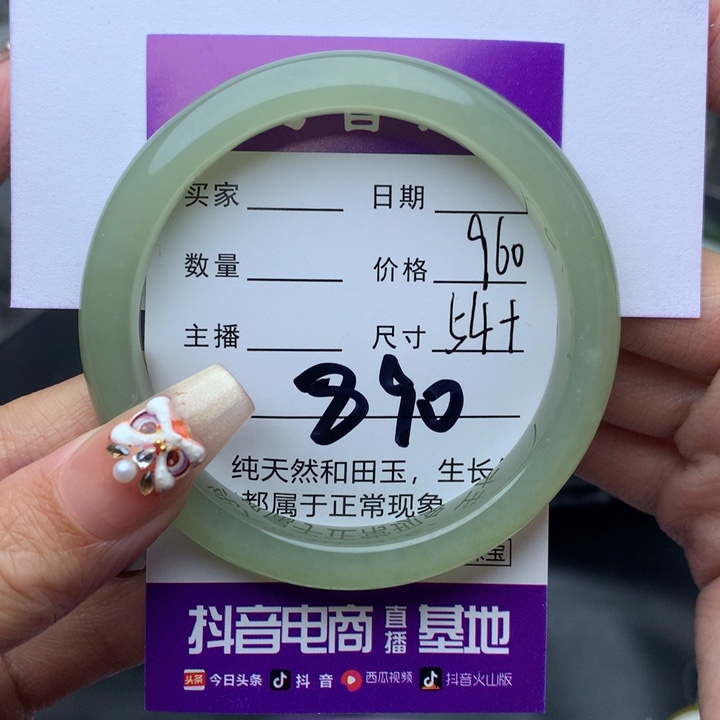 买家 日期
数量 价格 960
主播 尺寸 54+
890
纯天然和田玉，生长
都属于正常现象
抖音电商直播基地
头条 今日头条 抖音 西瓜视频 抖音火山版